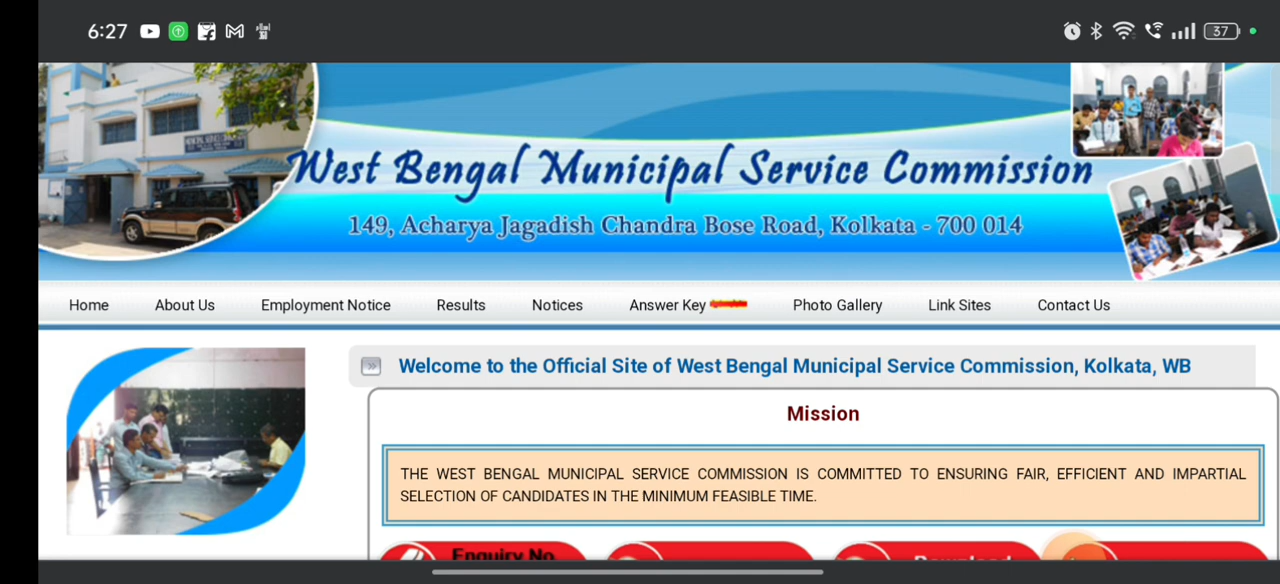 6:27
37
West Bengal Municipal Service Commission
149, Acharya Jagadish Chandra Bose Road, Kolkata - 700 014
Home About Us Employment Notice Results Notices Answer Key Photo Gallery Link Sites Contact Us
Welcome to the Official Site of West Bengal Municipal Service Commission, Kolkata, WB
Mission
THE WEST BENGAL MUNICIPAL SERVICE COMMISSION IS COMMITTED TO ENSURING FAIR, EFFICIENT AND IMPARTIAL
SELECTION OF CANDIDATES IN THE MINIMUM FEASIBLE TIME.
Enquiry No
Download